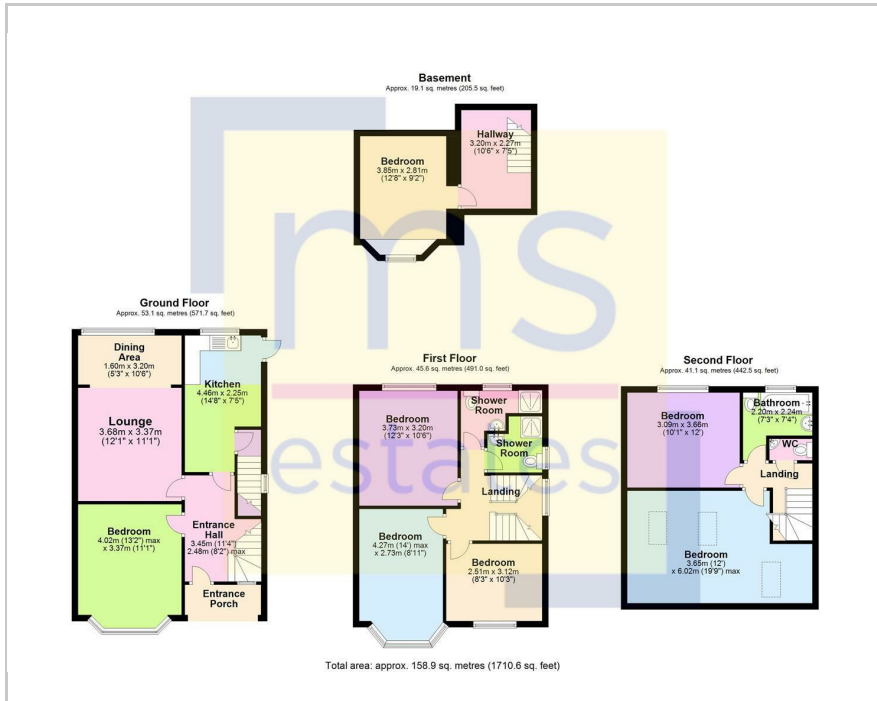 Basement
Approx. 19.1 sq. metres (205.5 sq. feet)
Hallway
3.20m x 2.27m
(10'6" x 7'5")
Bedroom
3.85m x 2.81m
(12'8" x 9'2")
ms
estates
Ground Floor
Approx. 53.1 sq. metres (571.7 sq. feet)
Dining
Area
1.60m x 3.20m
(5'3" x 10'6")
Kitchen
4.46m x 2.25m
(14'8" x 7'5")
Lounge
3.68m x 3.37m
(12'1" x 11'1")
Bedroom
4.02m (13'2") max
x 3.37m (11'1")
Entrance
Hall
3.45m (11'4")
2.48m (8'2") max
Entrance
Porch
First Floor
Approx. 45.6 sq. metres (491.0 sq. feet)
Shower
Room
Bedroom
3.73m x 3.20m
(12'3" x 10'6")
Shower
Room
Landing
Bedroom
4.27m (14') max
x 2.73m (8'11")
Bedroom
2.51m x 3.12m
(8'3" x 10'3")
Second Floor
Approx. 41.1 sq. metres (442.5 sq. feet)
Bathroom
2.20m x 2.24m
(7'3" x 7'4")
Bedroom
3.09m x 3.66m
(10'1" x 12')
WC
Landing
Bedroom
3.65m (12')
x 6.02m (19'9") max
Total area: approx. 158.9 sq. metres (1710.6 sq. feet)